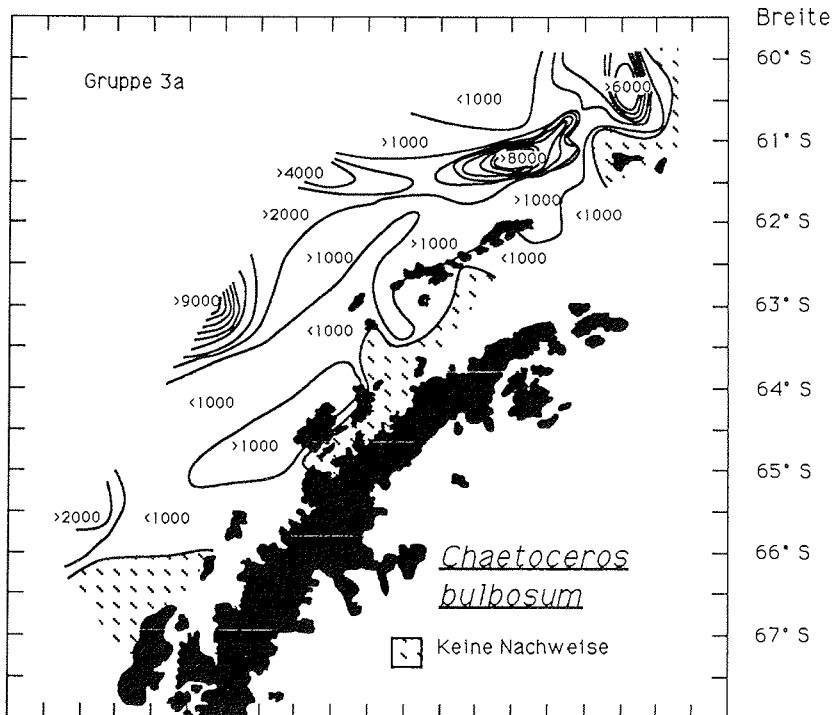 Breite
60° S
Gruppe 3a
>6000
<1000
61° S
>1000
>8000
>4000
>1000
>2000
<1000
62° S
>1000
>1000
<1000
>9000
63° S
<1000
64° S
<1000
>1000
65° S
>2000
<1000
66° S
Chaetoceros
bulbosum
67° S
Keine Nachweise